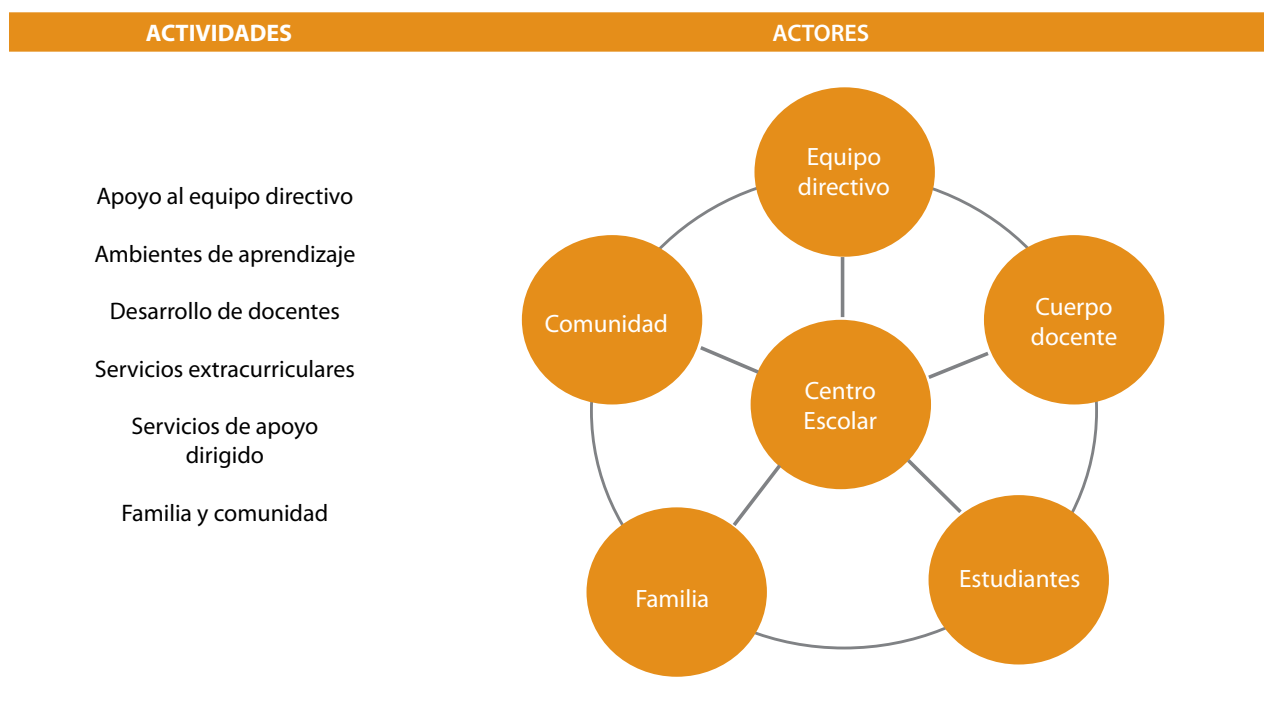 ACTIVIDADES
ACTORES
Apoyo al equipo directivo
Ambientes de aprendizaje
Desarrollo de docentes
Servicios extracurriculares
Servicios de apoyo
dirigido
Familia y comunidad
Equipo
directivo
Cuerpo
docente
Comunidad
Centro
Escolar
Estudiantes
Familia